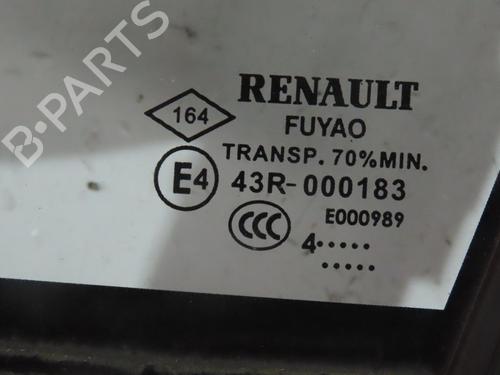 B-PARTS
RENAULT
164
FUYAO
TRANSP. 70%MIN.
E4
43R-000183
CCC
E000989
4.....
......